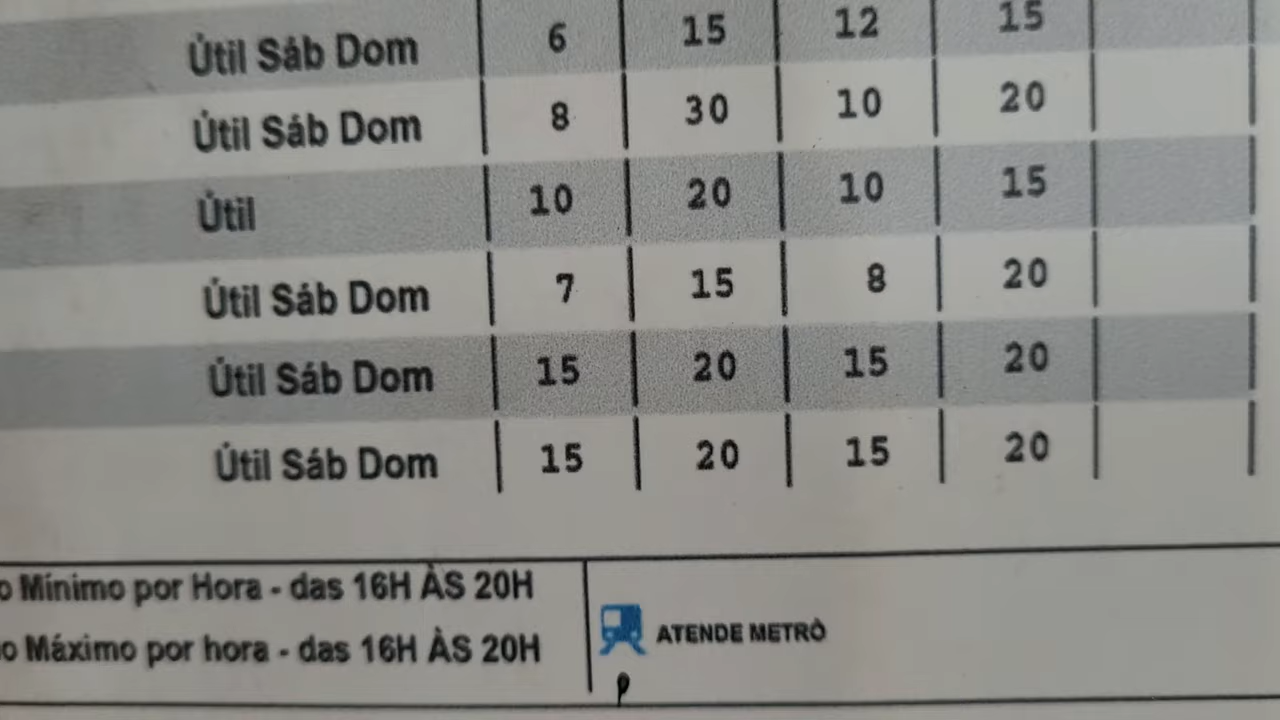 Útil Sáb Dom 6 15 12 15
Útil Sáb Dom 8 30 10 20
Útil 10 20 10 15
Útil Sáb Dom 7 15 8 20
Útil Sáb Dom 15 20 15 20
Útil Sáb Dom 15 20 15 20
o Mínimo por Hora - das 16H ÀS 20H
o Máximo por hora - das 16H ÀS 20H
ATENDE METRÔ